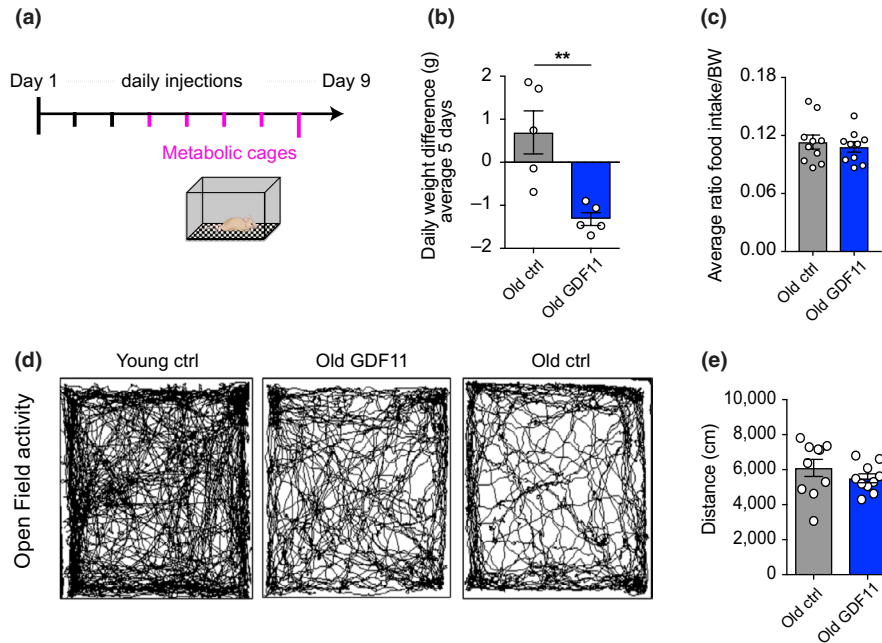 (a)
Day 1 daily injections Day 9
Metabolic cages
(b)
Daily weight difference (g)
average 5 days
**
2
1
0
–1
–2
Old ctrl
Old GDF11
(c)
Average ratio food intake/BW
0.18
0.12
0.06
0.00
Old ctrl
Old GDF11
(d)
Open Field activity
Young ctrl
Old GDF11
Old ctrl
(e)
Distance (cm)
10,000
8,000
6,000
4,000
2,000
0
Old ctrl
Old GDF11